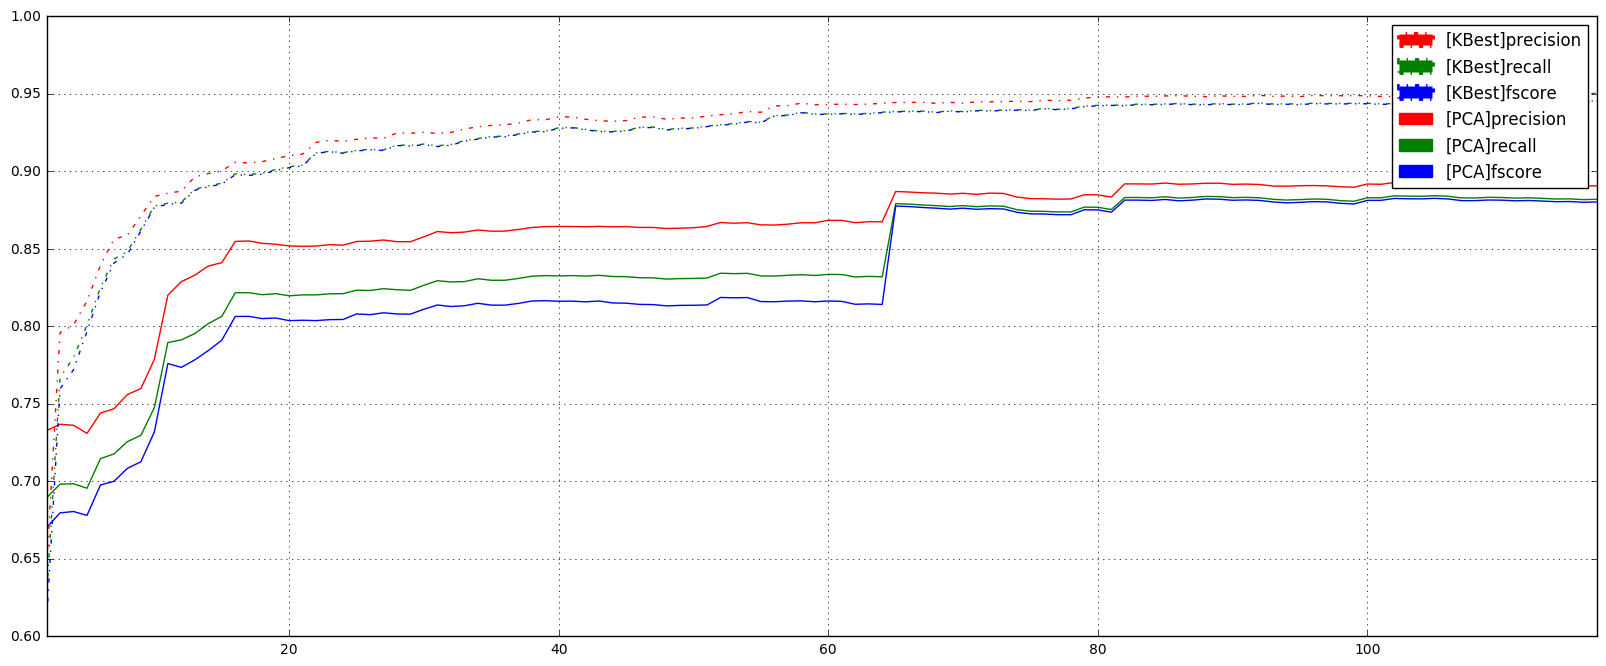 1.00
0.95
0.90
0.85
0.80
0.75
0.70
0.65
0.60
20 40 60 80 100
[KBest]precision
[KBest]recall
[KBest]fscore
[PCA]precision
[PCA]recall
[PCA]fscore